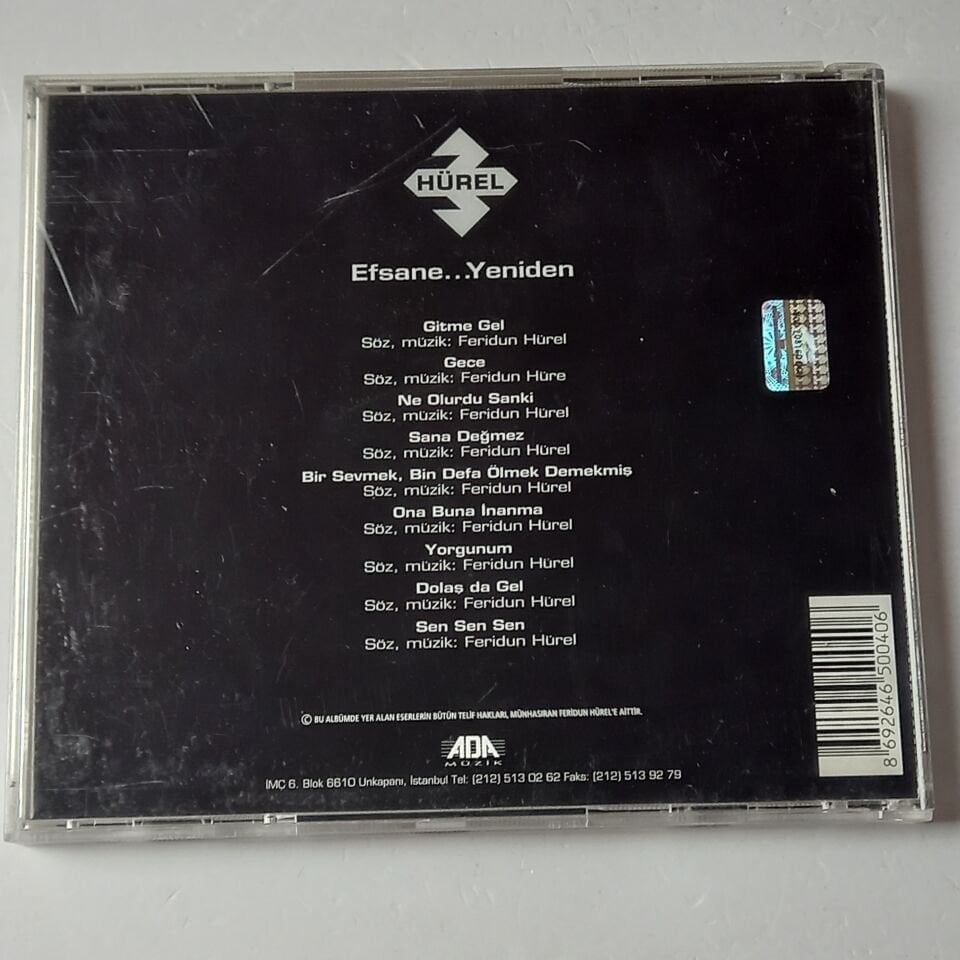 3
HÜREL
Efsane...Yeniden
Gitme Gel
Söz, müzik: Feridun Hürel
Gece
Söz, müzik: Feridun Hüre
Ne Olurdu Sanki
Söz, müzik: Feridun Hürel
Sana Değmez
Söz, müzik: Feridun Hürel
Bir Sevmek, Bin Defa Ölmek Demekmiş
Söz, müzik: Feridun Hürel
Ona Buna İnanma
Söz, müzik: Feridun Hürel
Yorgunum
Söz, müzik: Feridun Hürel
Dolaş da Gel
Söz, müzik: Feridun Hürel
Sen Sen Sen
Söz, müzik: Feridun Hürel
© BU ALBÜMDE YER ALAN ESERLERİN BÜTÜN TELİF HAKLARI, MÜNHASIRAN FERİDUN HÜREL'E AİTTİR.
ADA
MÜZİK
İMÇ 6. Blok 6610 Unkapanı, İstanbul Tel: (212) 513 02 62 Faks: (212) 513 92 79
8 692646 500406